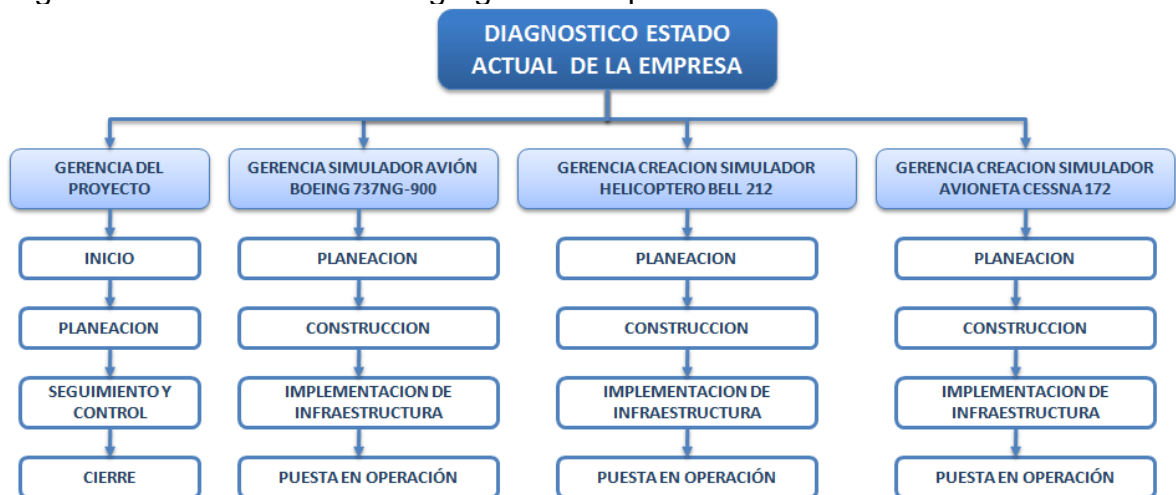 DIAGNOSTICO ESTADO
ACTUAL DE LA EMPRESA
GERENCIA DEL
PROYECTO
GERENCIA SIMULADOR AVIÓN
BOEING 737NG-900
GERENCIA CREACION SIMULADOR
HELICOPTERO BELL 212
GERENCIA CREACION SIMULADOR
AVIONETA CESSNA 172
INICIO
PLANEACION
SEGUIMIENTO Y
CONTROL
CIERRE
PLANEACION
CONSTRUCCION
IMPLEMENTACION DE
INFRAESTRUCTURA
PUESTA EN OPERACIÓN
PLANEACION
CONSTRUCCION
IMPLEMENTACION DE
INFRAESTRUCTURA
PUESTA EN OPERACIÓN
PLANEACION
CONSTRUCCION
IMPLEMENTACION DE
INFRAESTRUCTURA
PUESTA EN OPERACIÓN